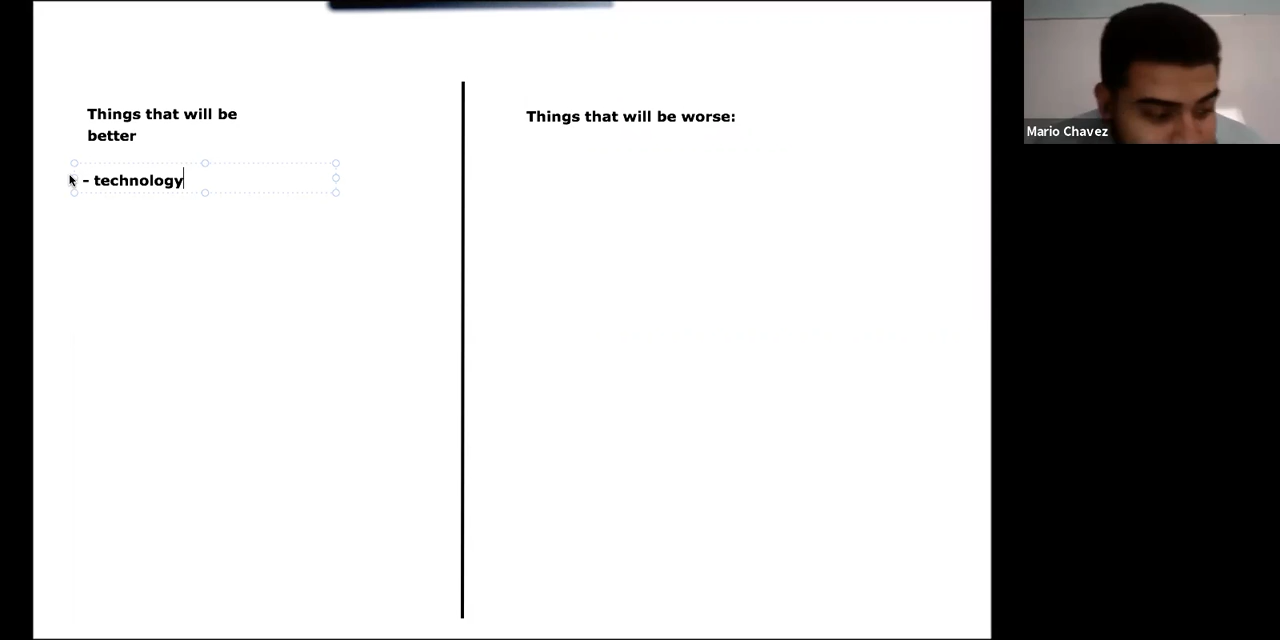 Things that will be
better
- technology
Things that will be worse:
Mario Chavez